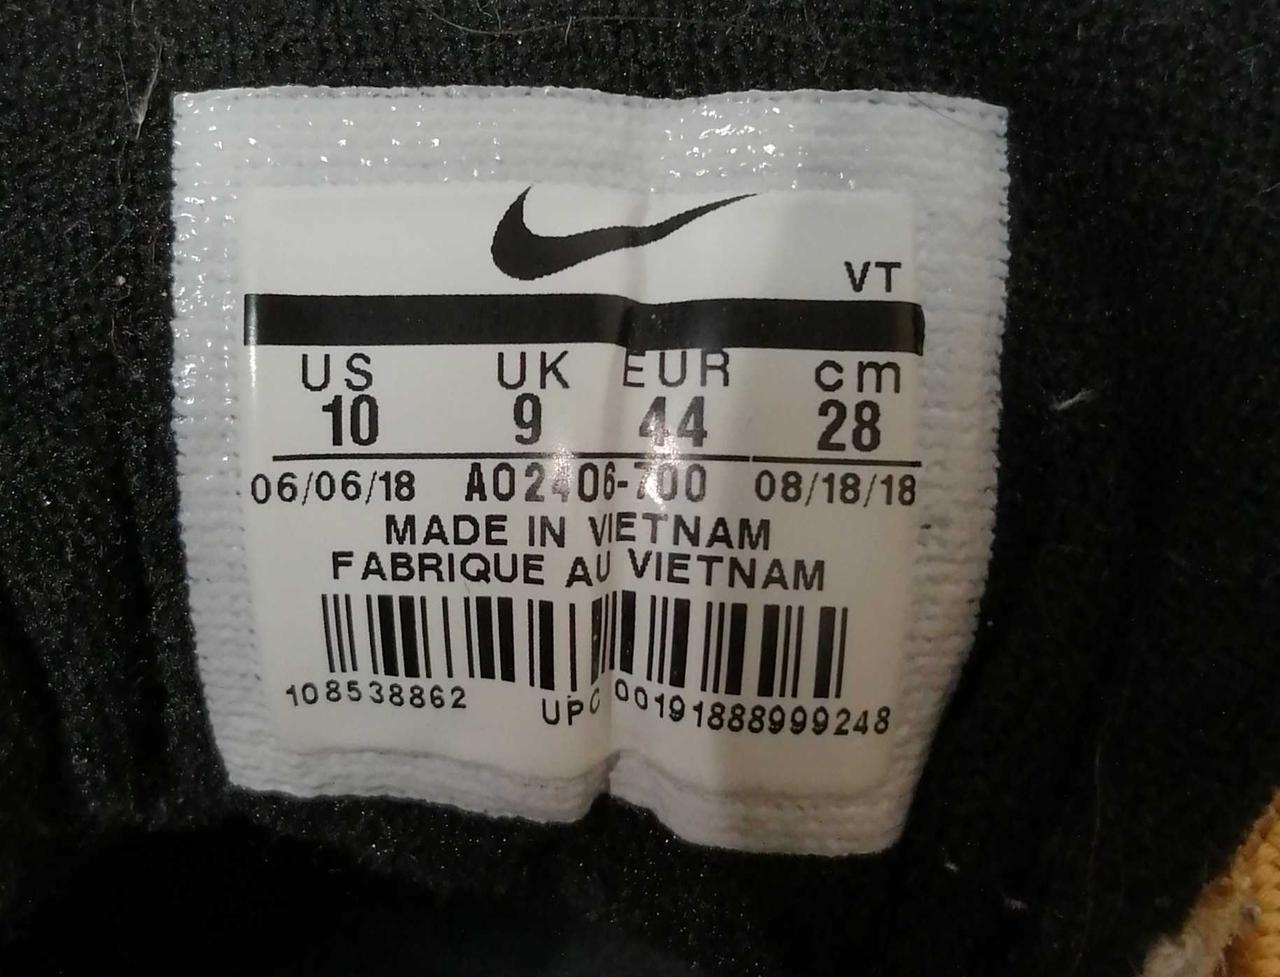 VT
US UK EUR cm
10 9 44 28
06/06/18 AO2406-700 08/18/18
MADE IN VIETNAM
FABRIQUE AU VIETNAM
108538862 UPC 00191888999248